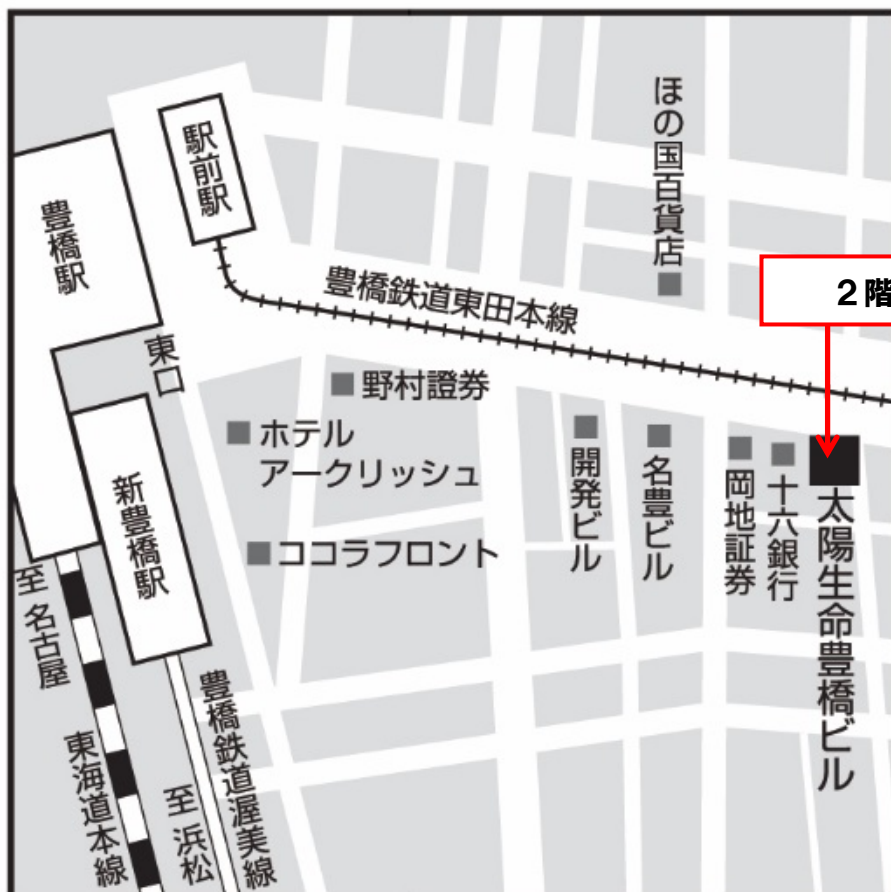 駅前駅
豊橋駅
ほの国百貨店
2階
豊橋鉄道東田本線
東口
野村證券
ホテル
アークリッシュ
ココラフロント
新豊橋駅
開発ビル
名豊ビル
岡地証券
十六銀行
太陽生命豊橋ビル
至 名古屋
東海道本線
至 浜松
豊橋鉄道渥美線